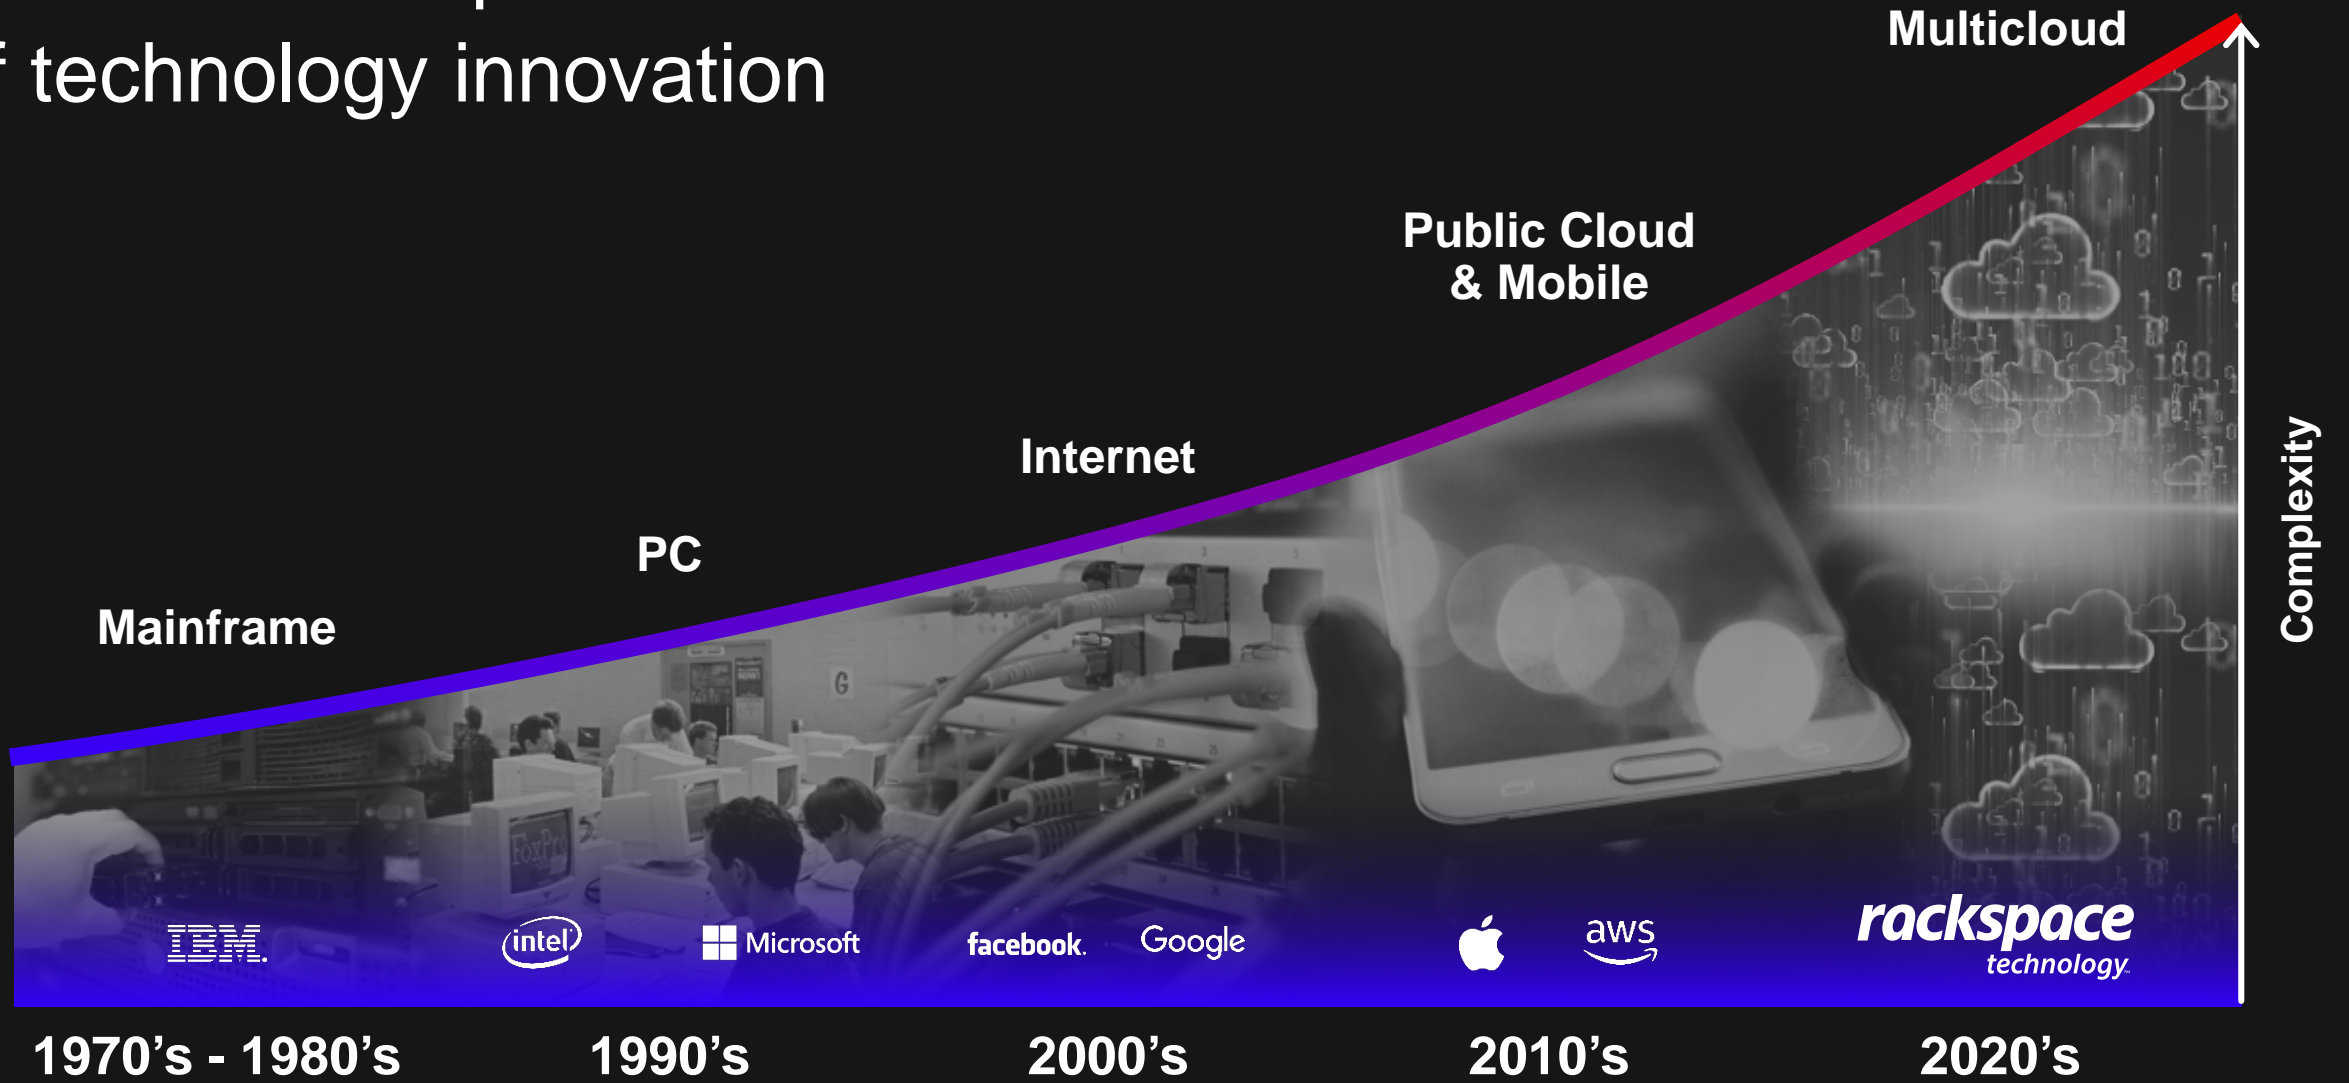 technology innovation
Multicloud
Public Cloud
& Mobile
Internet
PC
Mainframe
Complexity
G
FoxPro
IBM.
intel
Microsoft
facebook.
Google
aws
rackspace
technology
1970’s - 1980’s
1990’s
2000’s
2010’s
2020’s